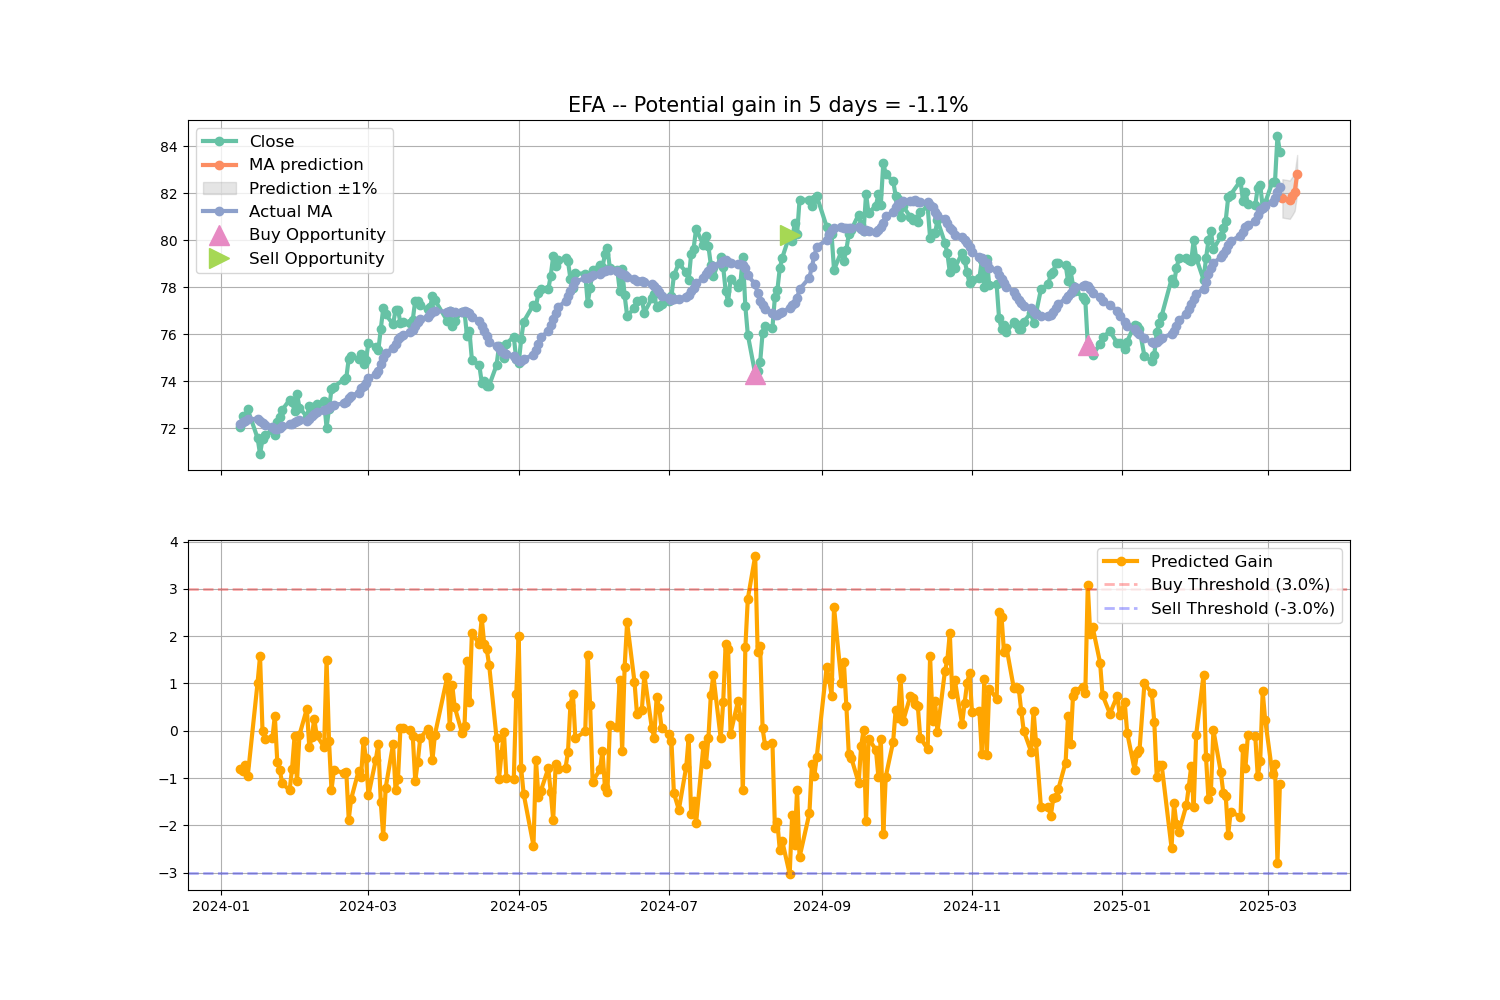 EFA -- Potential gain in 5 days = -1.1%
84
82
80
78
76
74
72
Close
MA prediction
Prediction ±1%
Actual MA
Buy Opportunity
Sell Opportunity
4
3
2
1
0
−1
−2
−3
Predicted Gain
Buy Threshold (3.0%)
Sell Threshold (-3.0%)
2024-01 2024-03 2024-05 2024-07 2024-09 2024-11 2025-01 2025-03